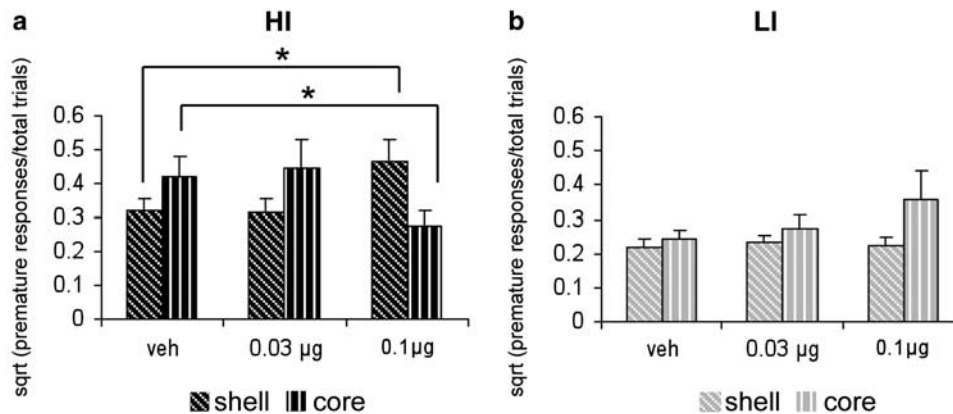 a HI
sqrt (premature responses/total trials)
*
*
0.6
0.5
0.4
0.3
0.2
0.1
0
veh 0.03 µg 0.1µg
shell core
b LI
sqrt (premature responses/total trials)
0.6
0.5
0.4
0.3
0.2
0.1
0
veh 0.03 µg 0.1µg
shell core